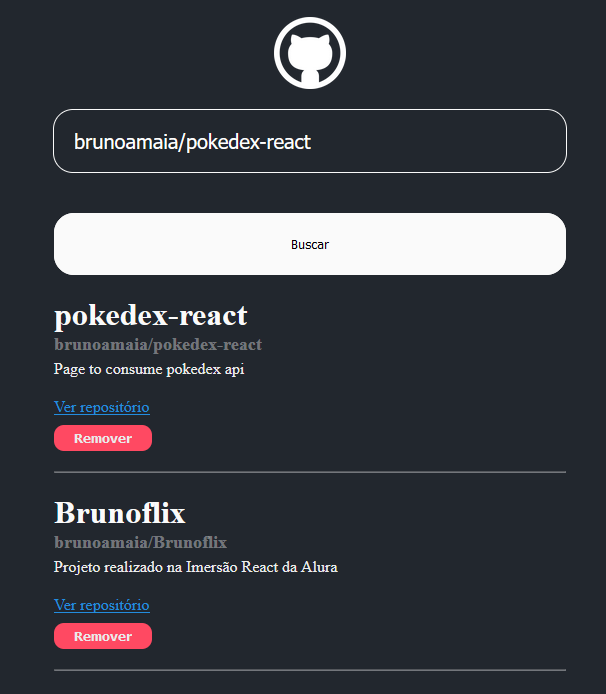 brunoamaia/pokedex-react
Buscar
pokedex-react
brunoamaia/pokedex-react
Page to consume pokedex api
Ver repositório
Remover
Brunoflix
brunoamaia/Brunoflix
Projeto realizado na Imersão React da Alura
Ver repositório
Remover